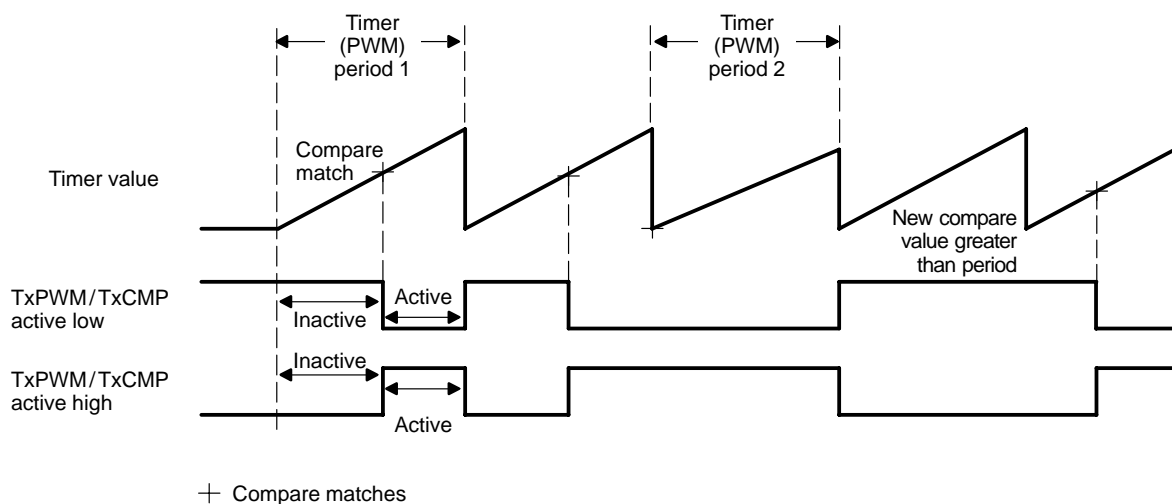 Timer
(PWM)
period 1
Timer
(PWM)
period 2
Compare
match
Timer value
New compare
value greater
than period
TxPWM/TxCMP
active low
Active
Inactive
Inactive
TxPWM/TxCMP
active high
Active
Compare matches